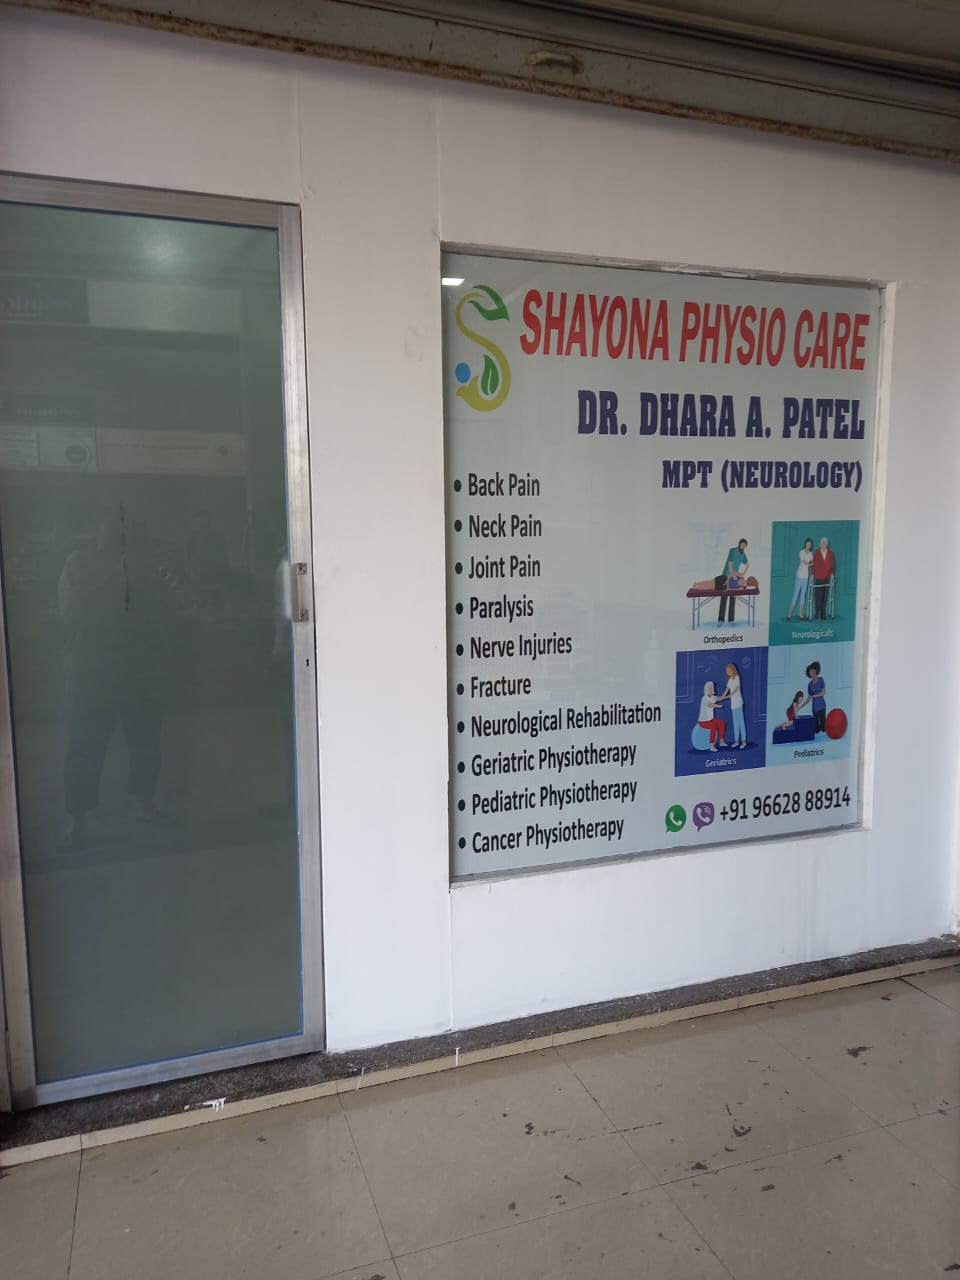 SHAYONA PHYSIO CARE
DR. DHARA A. PATEL
MPT (NEUROLOGY)
• Back Pain
• Neck Pain
• Joint Pain
• Paralysis
• Nerve Injuries
• Fracture
• Neurological Rehabilitation
• Geriatric Physiotherapy
• Pediatric Physiotherapy
• Cancer Physiotherapy
Orthopedics
Neurologicals
Geriatrics
Pediatrics
+91 96628 88914